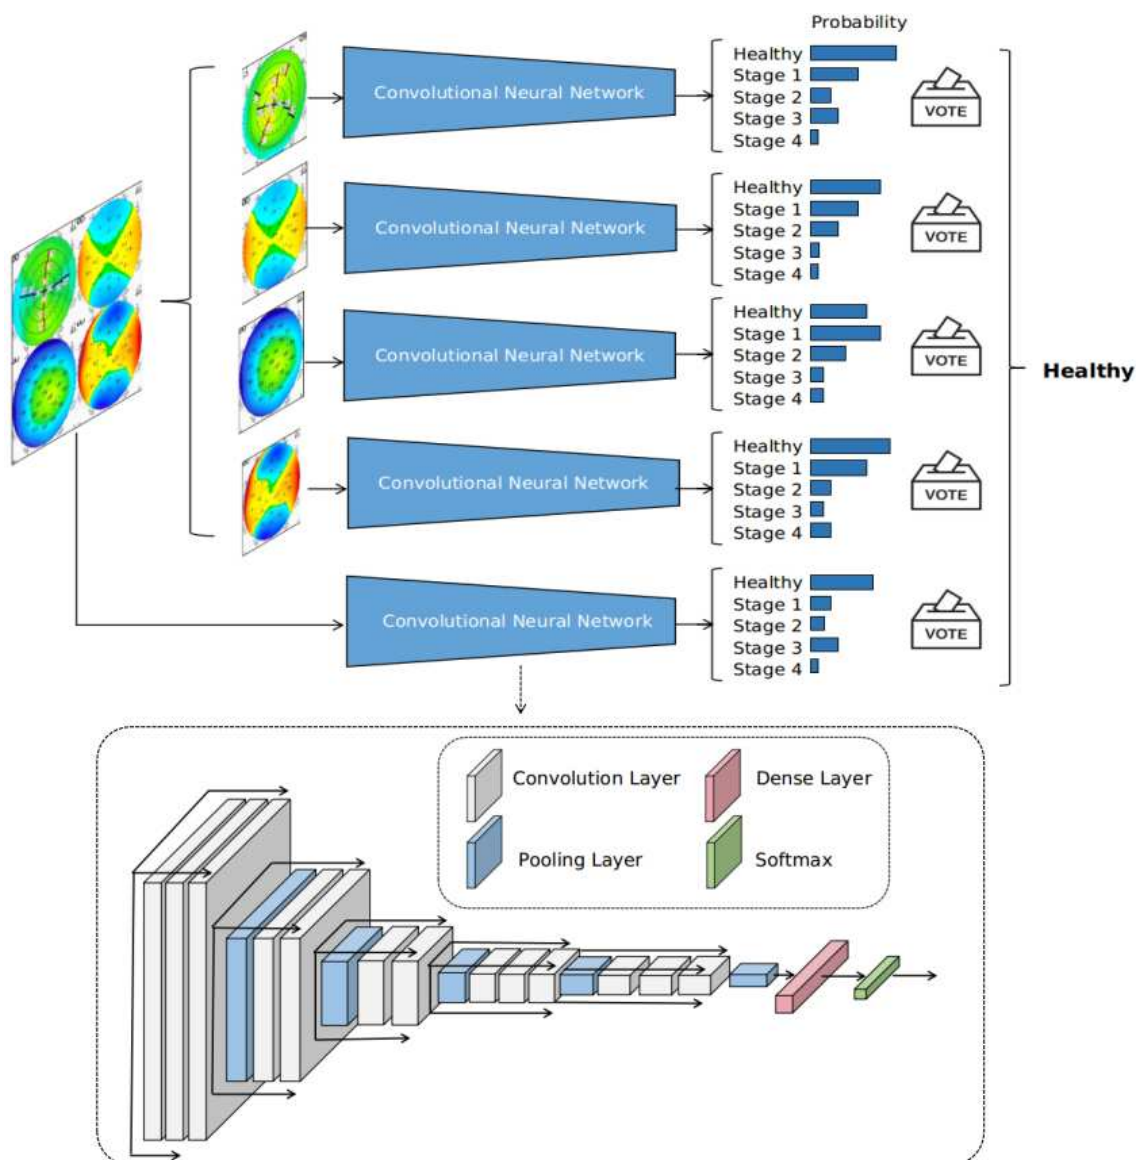 Probability
Healthy
Stage 1
Stage 2
Stage 3
Stage 4
Convolutional Neural Network
VOTE
Healthy
Stage 1
Stage 2
Stage 3
Stage 4
Convolutional Neural Network
VOTE
Healthy
Stage 1
Stage 2
Stage 3
Stage 4
Convolutional Neural Network
VOTE
Healthy
Healthy
Stage 1
Stage 2
Stage 3
Stage 4
Convolutional Neural Network
VOTE
Healthy
Stage 1
Stage 2
Stage 3
Stage 4
Convolutional Neural Network
VOTE
Convolution Layer
Dense Layer
Pooling Layer
Softmax